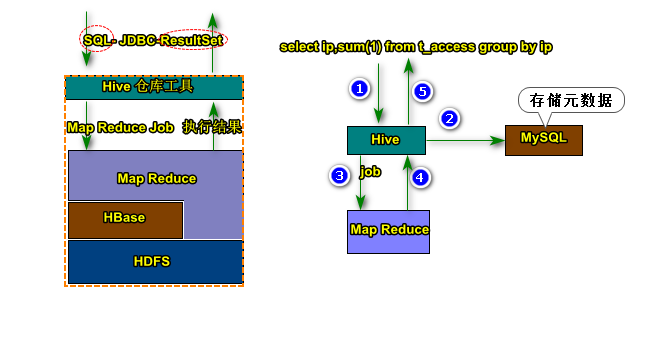 SQL- JDBC-ResultSet
Hive 仓库工具
Map Reduce Job 执行结果
Map Reduce
HBase
HDFS
select ip,sum(1) from t_access group by ip
1
5
2
存储元数据
Hive
MySQL
3
job
4
Map Reduce